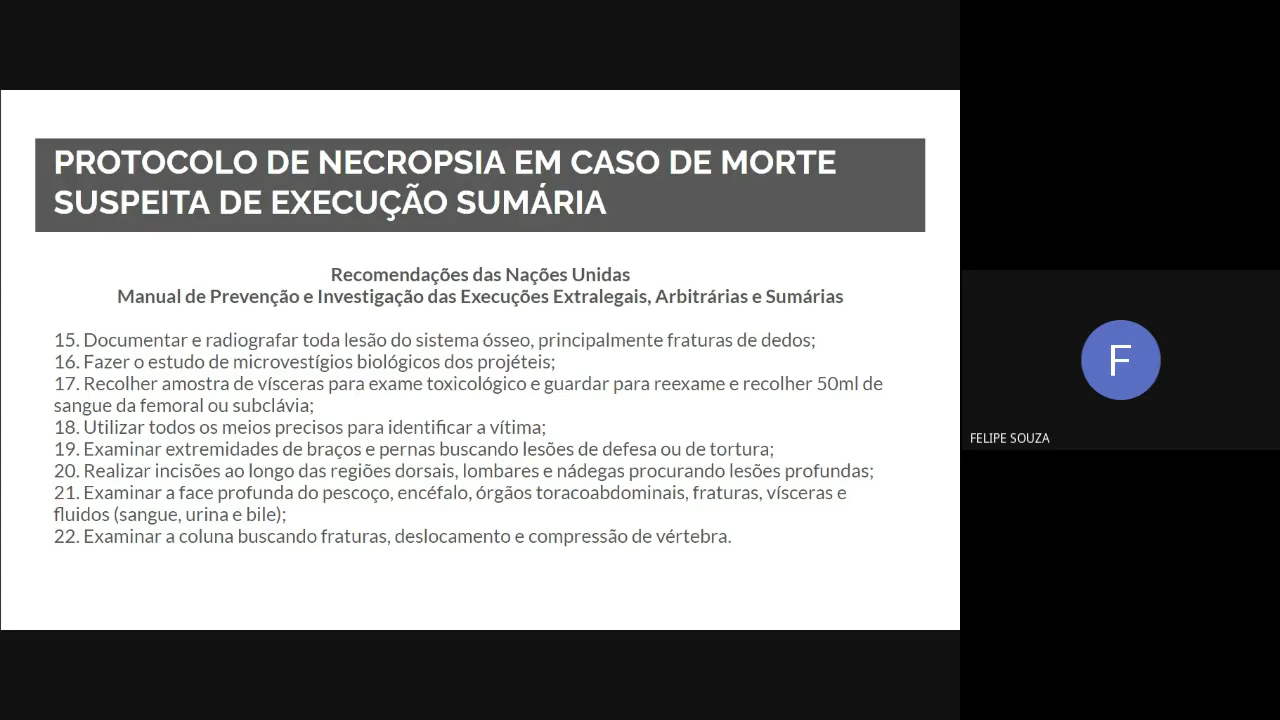 PROTOCOLO DE NECROPSIA EM CASO DE MORTE
SUSPEITA DE EXECUÇÃO SUMÁRIA
Recomendações das Nações Unidas
Manual de Prevenção e Investigação das Execuções Extralegais, Arbitrárias e Sumárias
15. Documentar e radiografar toda lesão do sistema ósseo, principalmente fraturas de dedos;
16. Fazer o estudo de microvestígios biológicos dos projéteis;
17. Recolher amostra de vísceras para exame toxicológico e guardar para reexame e recolher 50ml de
sangue da femoral ou subclávia;
18. Utilizar todos os meios precisos para identificar a vítima;
19. Examinar extremidades de braços e pernas buscando lesões de defesa ou de tortura;
20. Realizar incisões ao longo das regiões dorsais, lombares e nádegas procurando lesões profundas;
21. Examinar a face profunda do pescoço, encéfalo, órgãos toracoabdominais, fraturas, vísceras e
fluidos (sangue, urina e bile);
22. Examinar a coluna buscando fraturas, deslocamento e compressão de vértebra.
F
FELIPE SOUZA